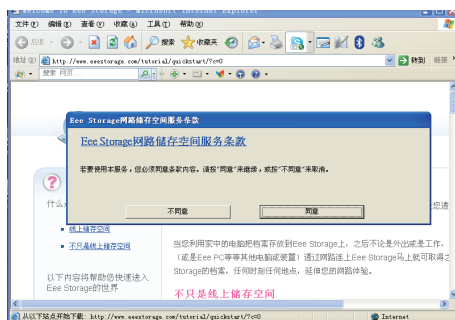 Welcome To Eee Storage - Microsoft Internet Explorer
文件(F) 编辑(E) 查看(V) 收藏(A) 工具(T) 帮助(H)
后退 搜索 收藏夹
地址(D) http://www.eeestorage.com/tutorial/quickstart/?c=0 转到 链接
搜索 网页
Eee Storage网路储存空间服务条款
Eee Storage网路储存空间服务条款
若要使用本服务，您必须同意条款内容。请按"同意"来继续，或按"不同意"来取消。
不同意 同意
什么
线上储存空间
不只是线上储存空间
当您利用家中的电脑把档案存放到Eee Storage上，之后不论是外出或是工作，
（或是Eee PC等等其他电脑或装置）通过网路连上Eee Storage马上就可取得之
Storage的档案，任何时刻任何地点，延伸您的网路体验。
以下内容将帮助您快速进入
Eee Storage的世界
不只是线上储存空间
从以下站点开始下载: http://www.eeestorage.com/tutorial/quickstart/?c=0 Internet